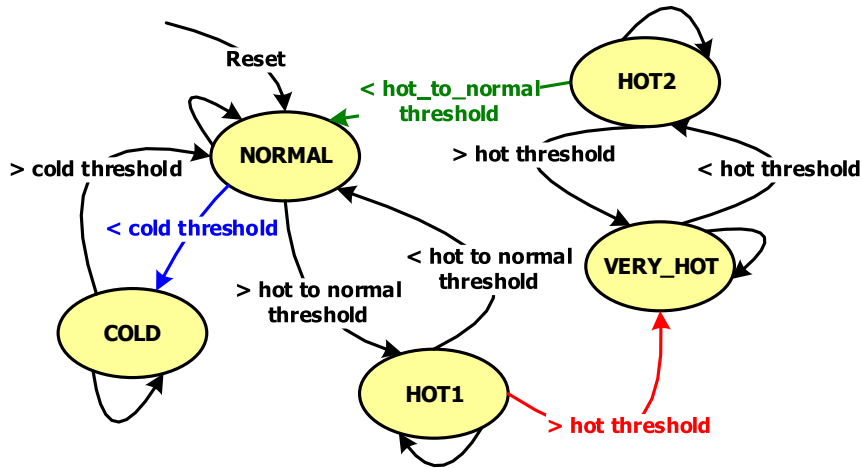 Reset
HOT2
< hot_to_normal
threshold
NORMAL
> hot threshold
< hot threshold
> cold threshold
< cold threshold
VERY_HOT
< hot to normal
threshold
> hot to normal
threshold
COLD
HOT1
> hot threshold